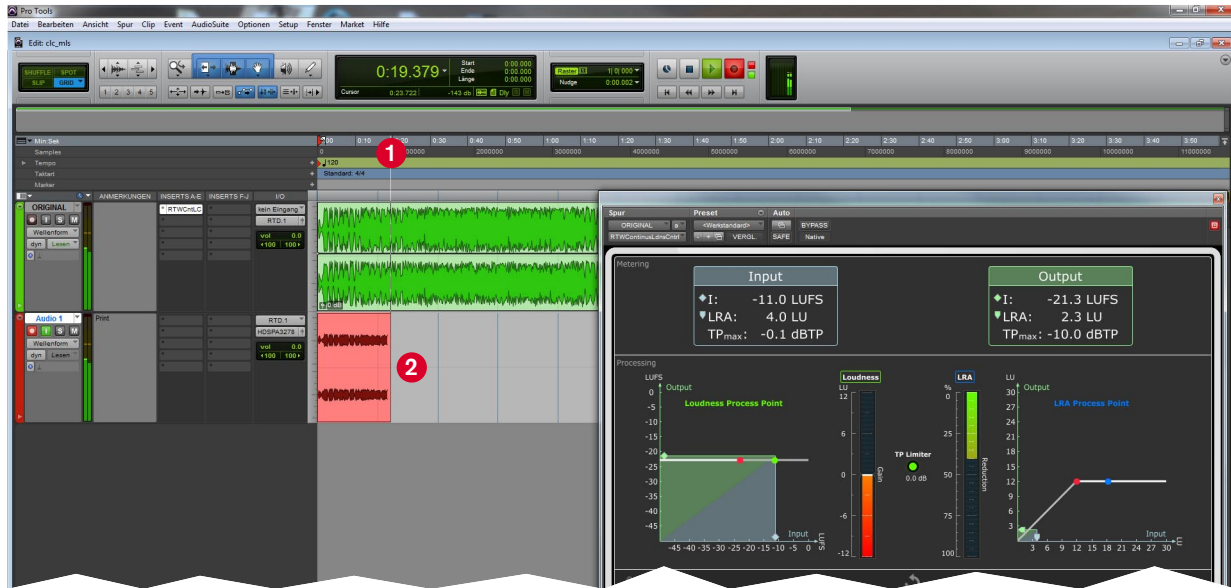 Pro Tools
Datei Bearbeiten Ansicht Spur Clip Event AudioSuite Optionen Setup Fenster Market Hilfe
Edit: clc_mls
SHUFFLE SPOT
SLIP GRID
1 2 3 4 5
0:19.379
Start 0:00.000
Ende 0:00.000
Länge 0:00.000
Cursor 0:23.722 -143 db Dly
Raster 1| 0| 000
Nudge 0:00.002
Min:Sek
0:00 0:10 0:20 0:30 0:40 0:50 1:00 1:10 1:20 1:30 1:40 1:50 2:00 2:10 2:20 2:30 2:40 2:50 3:00 3:10 3:20 3:30 3:40 3:50
Samples
0 2000000 3000000 4000000 5000000 6000000 7000000 8000000 9000000 10000000 11000000
Tempo
120
Taktart
Standard: 4/4
Marker
1
ANMERKUNGEN INSERTS A-E INSERTS F-J I/O
ORIGINAL
RTWCntLC
kein Eingang
I S M
RTD.1
Wellenform
vol 0.0
dyn Lesen
100 100
0 dB
Audio 1
Print
RTD.1
I S M
HDSPA3278
Wellenform
vol 0.0
dyn Lesen
100 100
2
Spur Preset Auto
ORIGINAL a <Werkstandard> BYPASS
RTWContinusLdnsCntrl - + VERGL. SAFE Native
Metering
Input
I: -11.0 LUFS
LRA: 4.0 LU
TPmax: -0.1 dBTP
Output
I: -21.3 LUFS
LRA: 2.3 LU
TPmax: -10.0 dBTP
Processing
LUFS
Output
Loudness Process Point
0
-5
-10
-15
-20
-25
-30
-35
-40
-45
Input
-45 -40 -35 -30 -25 -20 -15 -10 -5 0
LUFS
Loudness
LU
12
6
0
-6
-12
Gain
TP Limiter
0.0 dB
LRA
%
0
25
50
75
100
Reduction
LU
Output
LRA Process Point
30
27
24
21
18
15
12
9
6
3
Input
3 6 9 12 15 18 21 24 27 30
LU